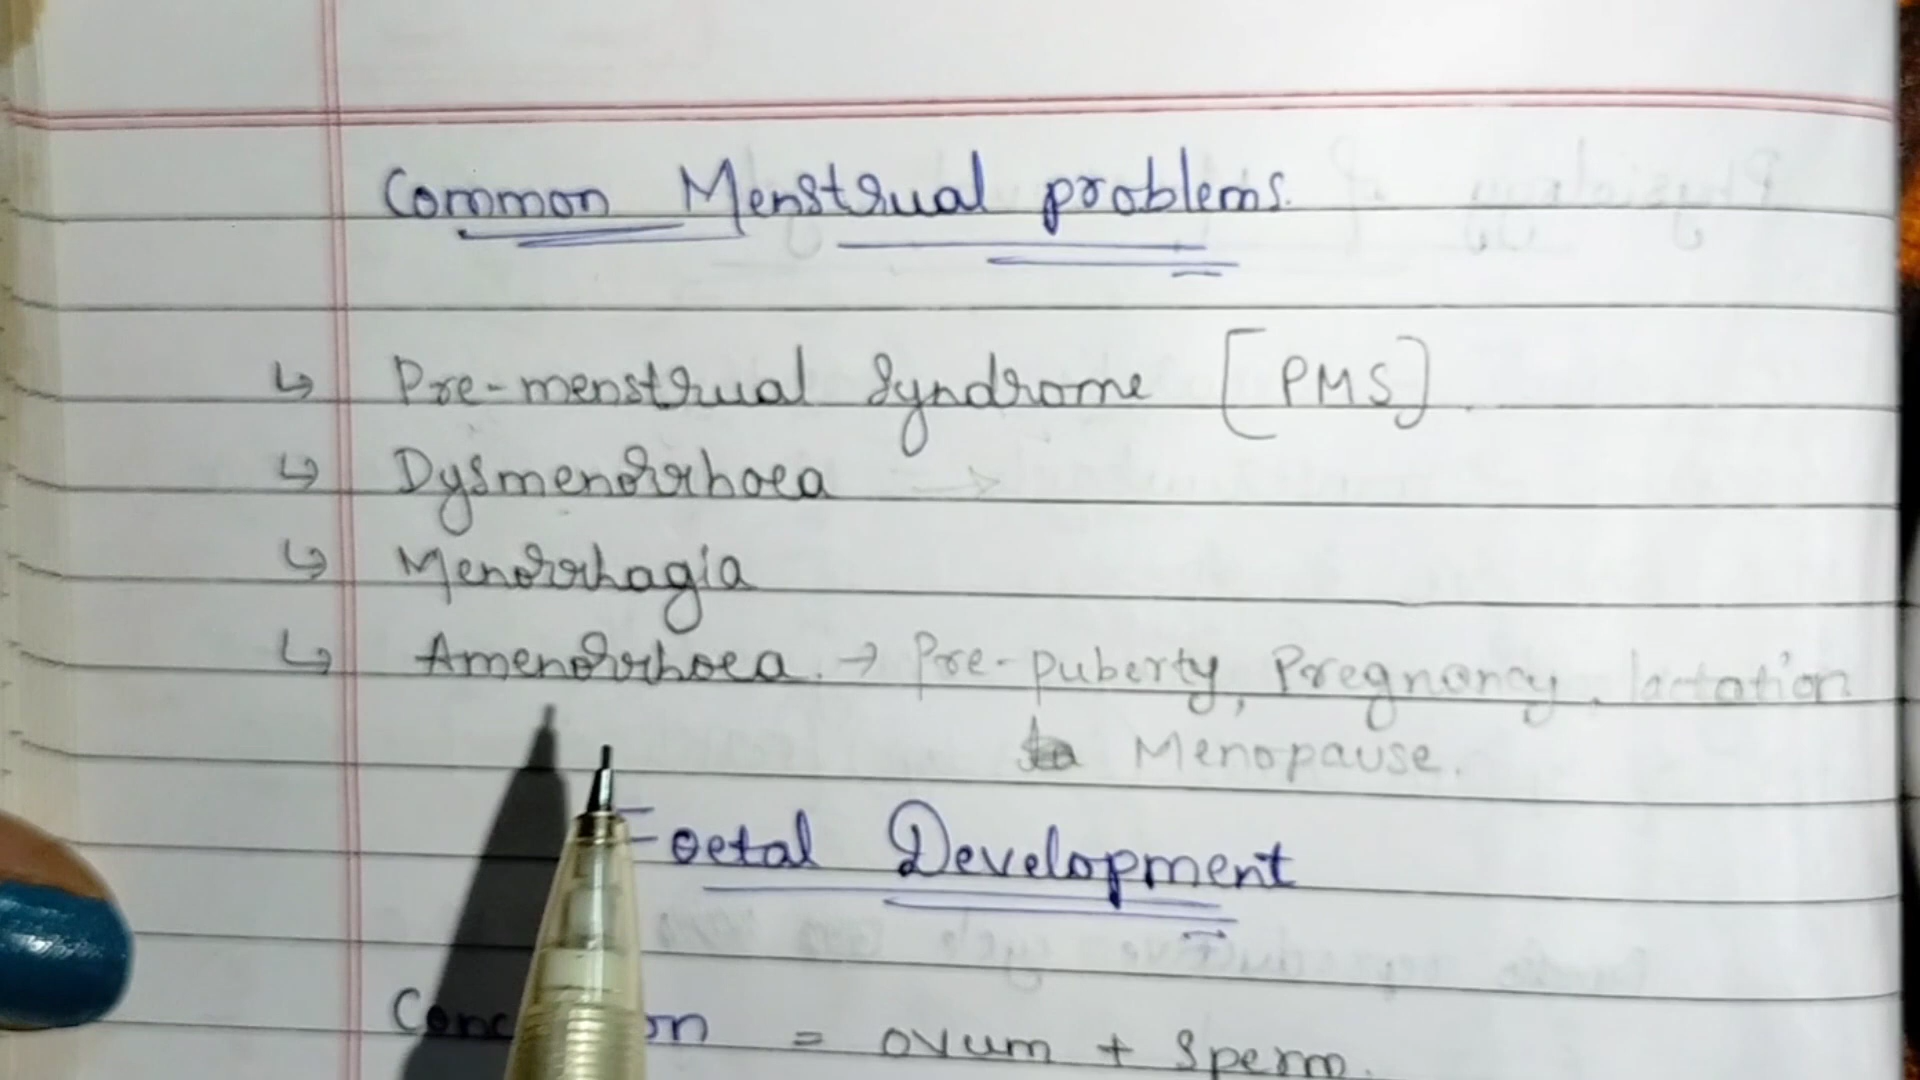 Common Menstrual problems.
↳ Pre-menstrual Syndrome [PMS]
↳ Dysmenorrhoea
↳ Menorrhagia
↳ Amenorrhoea. → Pre-puberty, Pregnancy, lactation
Menopause.
Foetal Development
= ovum + sperm.